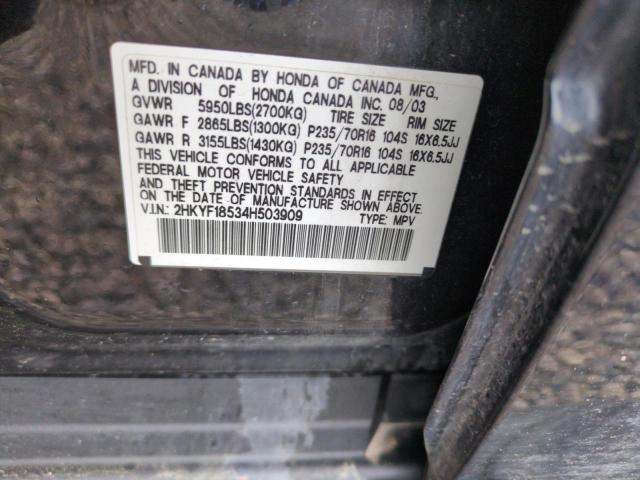 MFD. IN CANADA BY HONDA OF CANADA MFG.,
A DIVISION OF HONDA CANADA INC. 08/03
GVWR 5950LBS(2700KG) TIRE SIZE RIM SIZE
GAWR F 2865LBS(1300KG) P235/70R16 104S 16X6.5JJ
GAWR R 3155LBS(1430KG) P235/70R16 104S 16X6.5JJ
THIS VEHICLE CONFORMS TO ALL APPLICABLE
FEDERAL MOTOR VEHICLE SAFETY
AND THEFT PREVENTION STANDARDS IN EFFECT
ON THE DATE OF MANUFACTURE SHOWN ABOVE.
V.I.N.: 2HKYF18534H503909 TYPE: MPV